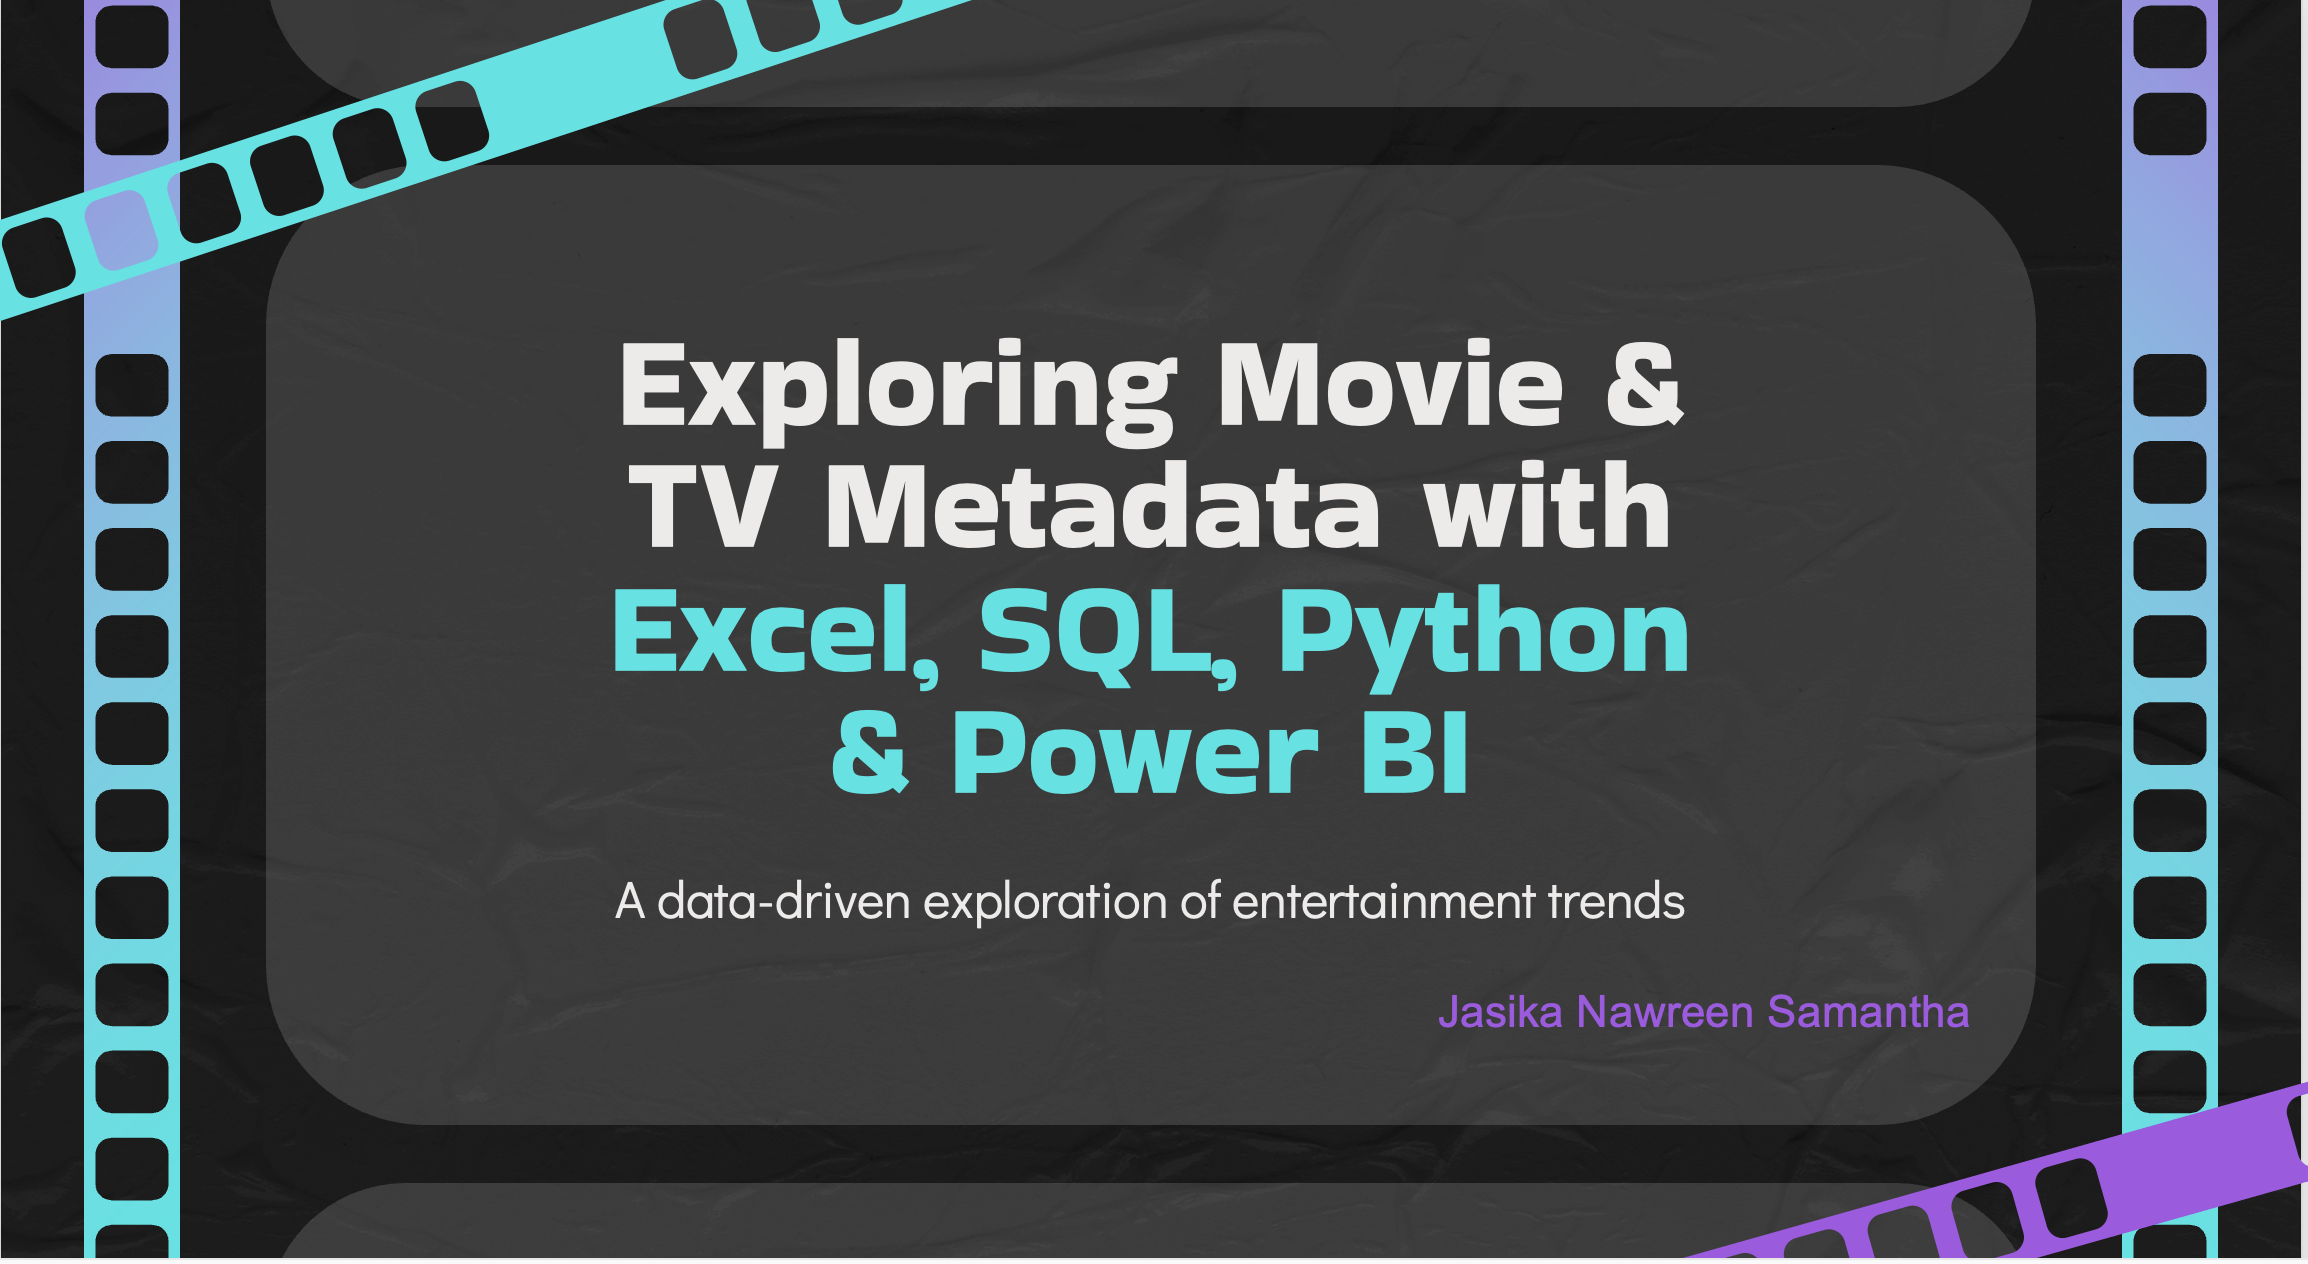 Exploring Movie &
TV Metadata with
Excel, SQL, Python
& Power BI
A data-driven exploration of entertainment trends
Jasika Nawreen Samantha